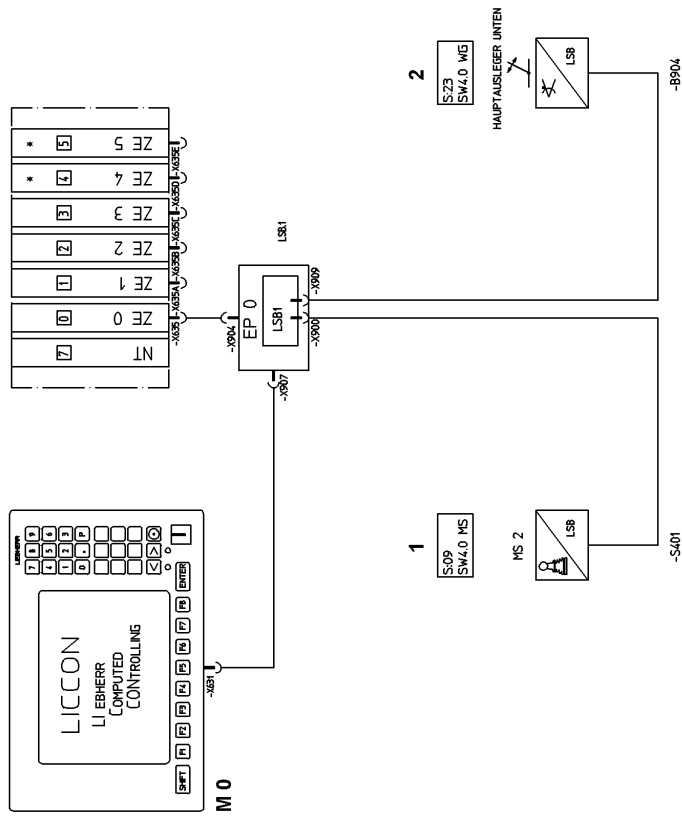 LIEBHERR
LICCON
LI EBHERR
COMPUTED
CONTROLLING
7 8 9
4 5 6
1 2 3
0 . P
< >
SHIFT F1 F2 F3 F4 F5 F6 F7 F8 ENTER
I
M 0
-X631
NT 7
ZE 0 0
ZE 1 1
ZE 2 2
ZE 3 3
ZE 4 4 *
ZE 5 5 *
-X635
-X635A
-X635B
-X635C
-X635D
-X635E
-X904
EP 0
LSB1
-X907
-X900
-X909
LSB.1
1
S:09
SW4.0 MS
MS 2
LSB
-S401
2
S:23
SW4.0 WG
HAUPTAUSLEGER UNTEN
LSB
-B904